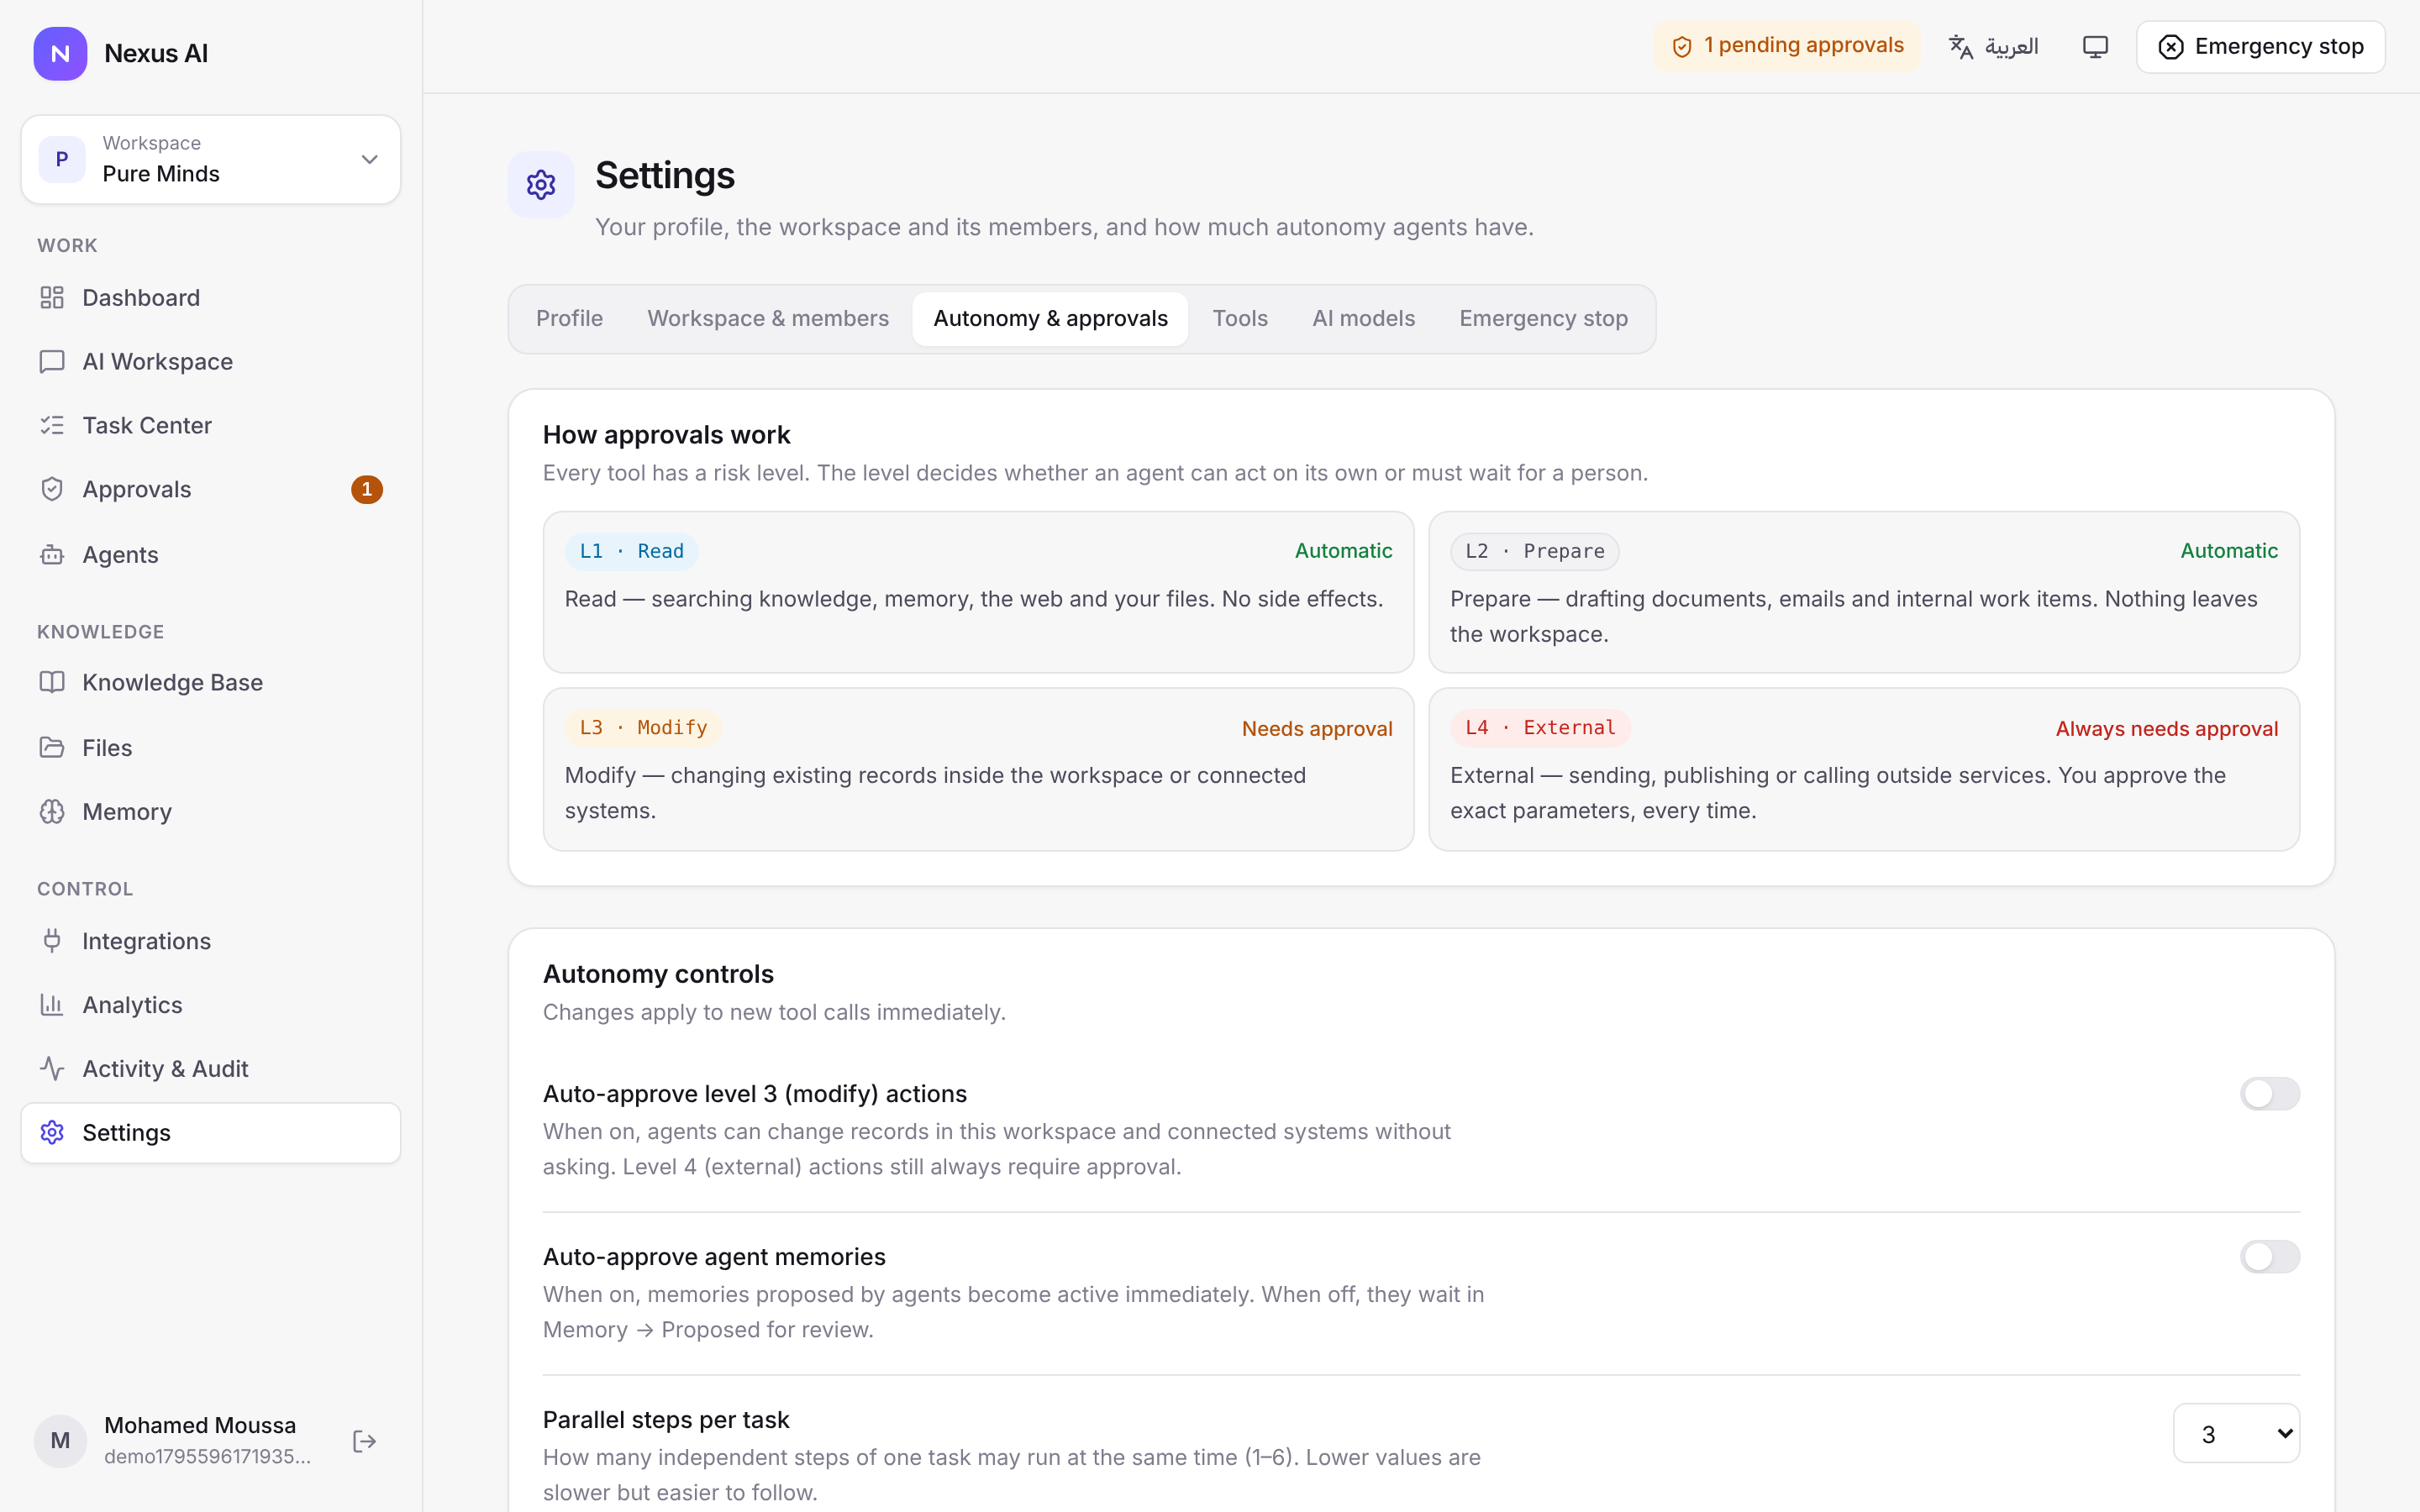 N
Nexus AI
P
Workspace
Pure Minds
WORK
Dashboard
AI Workspace
Task Center
Approvals
1
Agents
KNOWLEDGE
Knowledge Base
Files
Memory
CONTROL
Integrations
Analytics
Activity & Audit
Settings
M
Mohamed Moussa
demo1795596171935...
1 pending approvals
العربية
Emergency stop
Settings
Your profile, the workspace and its members, and how much autonomy agents have.
Profile
Workspace & members
Autonomy & approvals
Tools
AI models
Emergency stop
How approvals work
Every tool has a risk level. The level decides whether an agent can act on its own or must wait for a person.
L1 · Read
Automatic
Read — searching knowledge, memory, the web and your files. No side effects.
L2 · Prepare
Automatic
Prepare — drafting documents, emails and internal work items. Nothing leaves
the workspace.
L3 · Modify
Needs approval
Modify — changing existing records inside the workspace or connected
systems.
L4 · External
Always needs approval
External — sending, publishing or calling outside services. You approve the
exact parameters, every time.
Autonomy controls
Changes apply to new tool calls immediately.
Auto-approve level 3 (modify) actions
When on, agents can change records in this workspace and connected systems without
asking. Level 4 (external) actions still always require approval.
Auto-approve agent memories
When on, memories proposed by agents become active immediately. When off, they wait in
Memory → Proposed for review.
Parallel steps per task
3
How many independent steps of one task may run at the same time (1–6). Lower values are
slower but easier to follow.